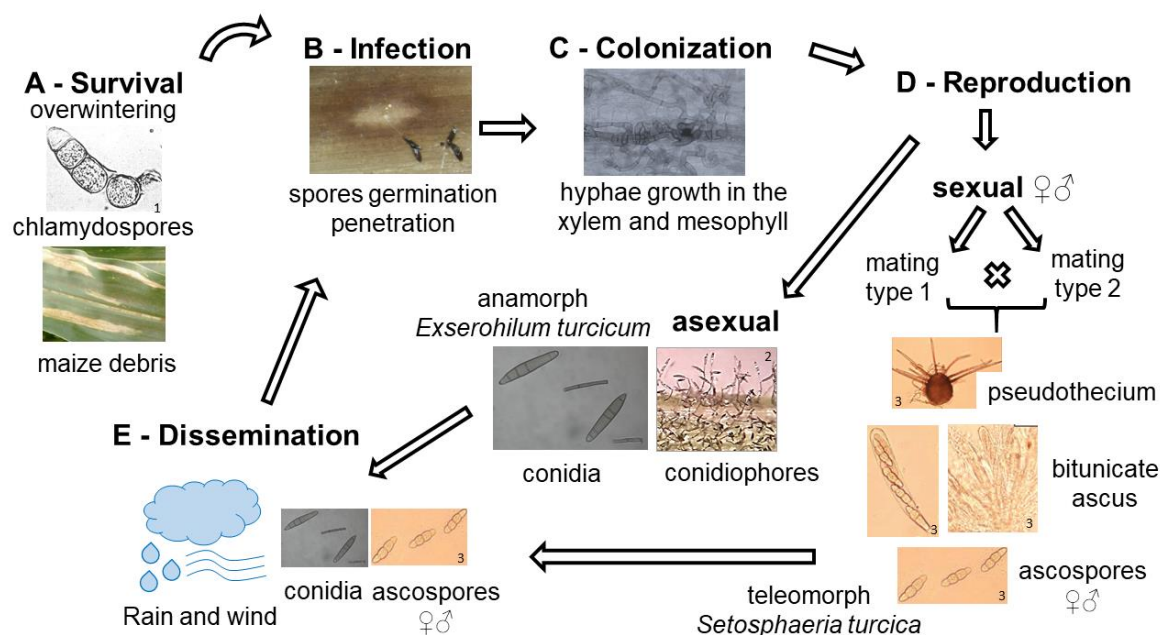 A - Survival
overwintering
1
chlamydospores
maize debris
B - Infection
spores germination
penetration
C - Colonization
hyphae growth in the
xylem and mesophyll
D - Reproduction
sexual ♀♂
mating
type 1
mating
type 2
3
pseudothecium
3
3
bitunicate
ascus
3
ascospores
♀♂
teleomorph
Setosphaeria turcica
anamorph
Exserohilum turcicum
asexual
2
conidia
conidiophores
E - Dissemination
3
Rain and wind
conidia
ascospores
♀♂